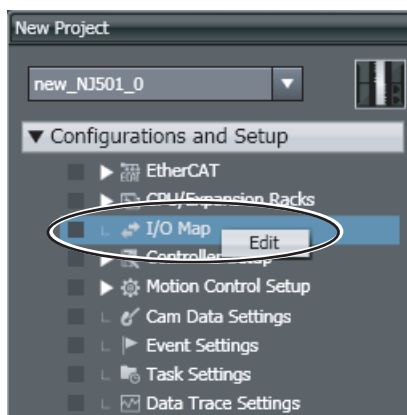 New Project
new_NJ501_0
▼ Configurations and Setup
EtherCAT
CPU/Expansion Racks
I/O Map
Edit
Controller Setup
Motion Control Setup
Cam Data Settings
Event Settings
Task Settings
Data Trace Settings